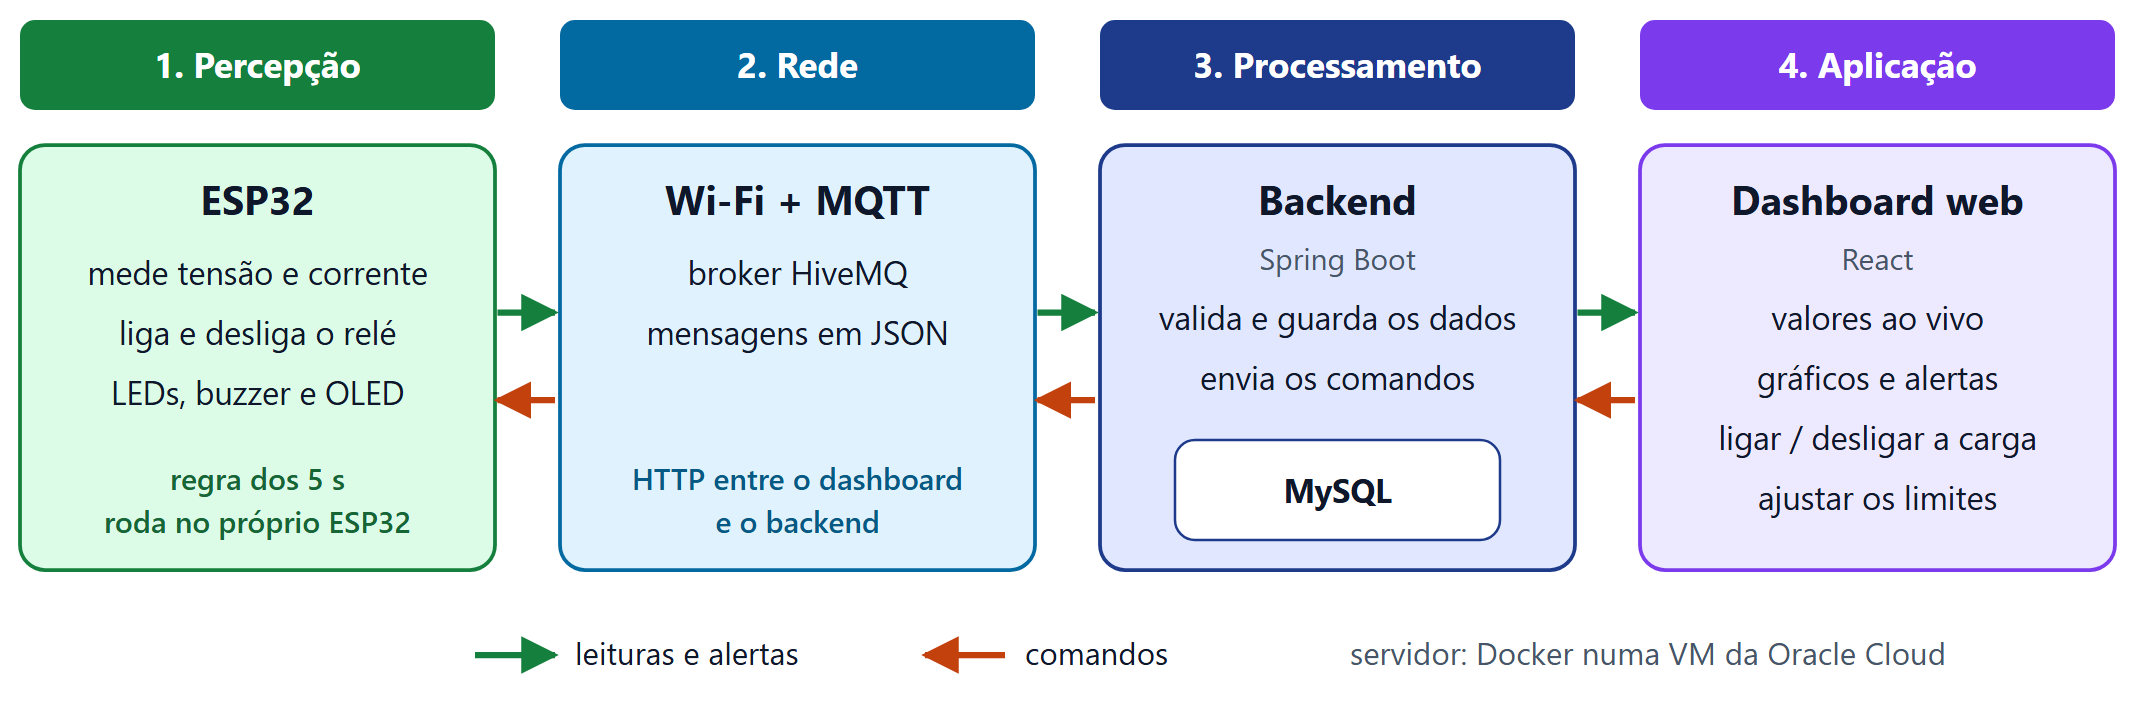 1. Percepção
2. Rede
3. Processamento
4. Aplicação
ESP32
mede tensão e corrente
liga e desliga o relé
LEDs, buzzer e OLED
regra dos 5 s
roda no próprio ESP32
Wi-Fi + MQTT
broker HiveMQ
mensagens em JSON
HTTP entre o dashboard
e o backend
Backend
Spring Boot
valida e guarda os dados
envia os comandos
MySQL
Dashboard web
React
valores ao vivo
gráficos e alertas
ligar / desligar a carga
ajustar os limites
leituras e alertas
comandos
servidor: Docker numa VM da Oracle Cloud